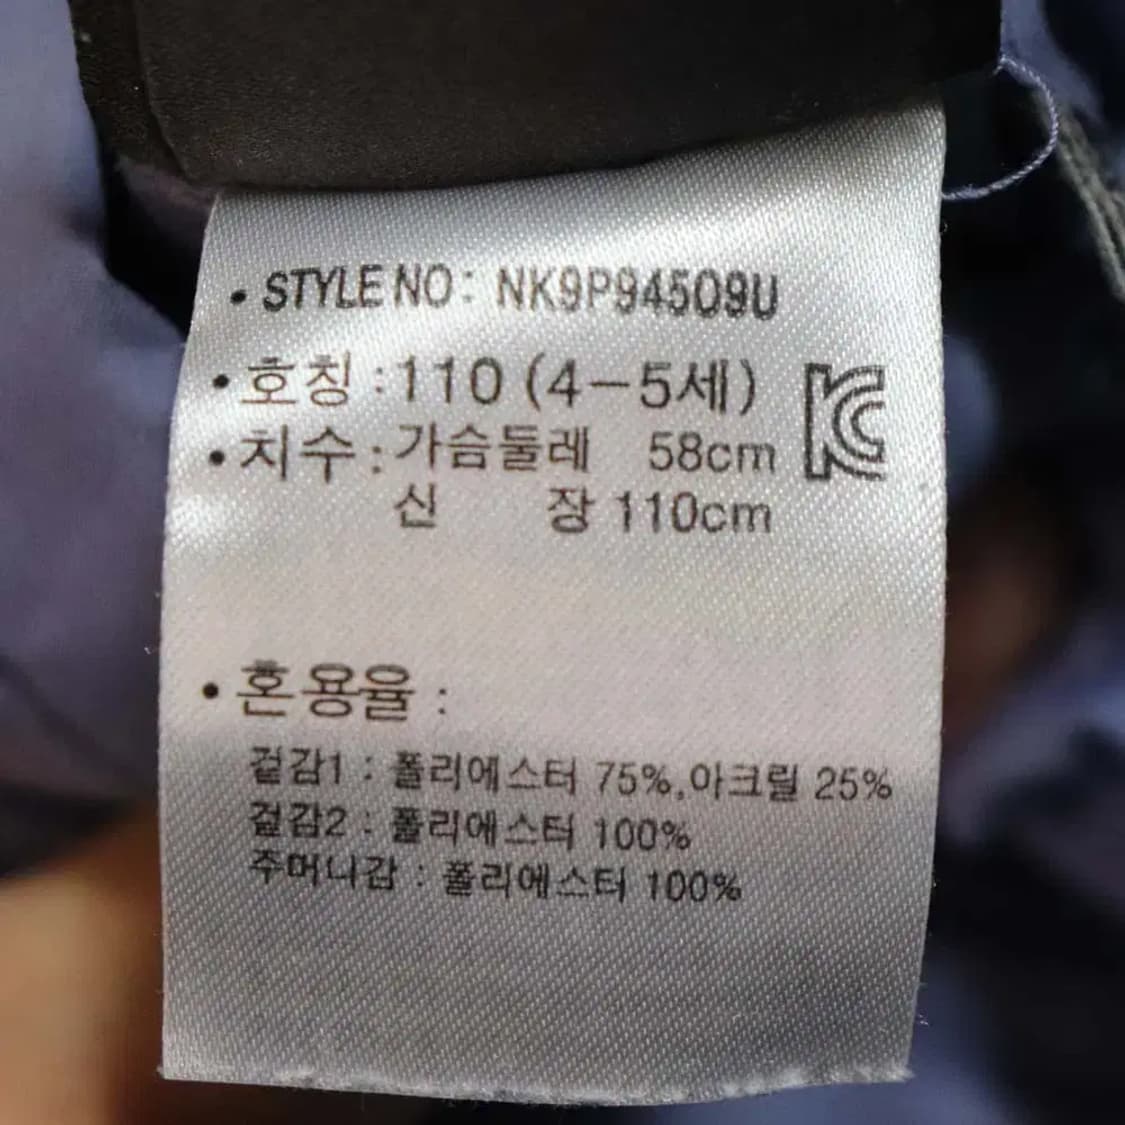 • STYLE NO : NK9P94509U
• 호칭 : 110 (4-5세)
• 치수 : 가슴둘레 58cm
신 장 110cm
KC
• 혼용율 :
겉감1 : 폴리에스터 75%,아크릴 25%
겉감2 : 폴리에스터 100%
주머니감 : 폴리에스터 100%